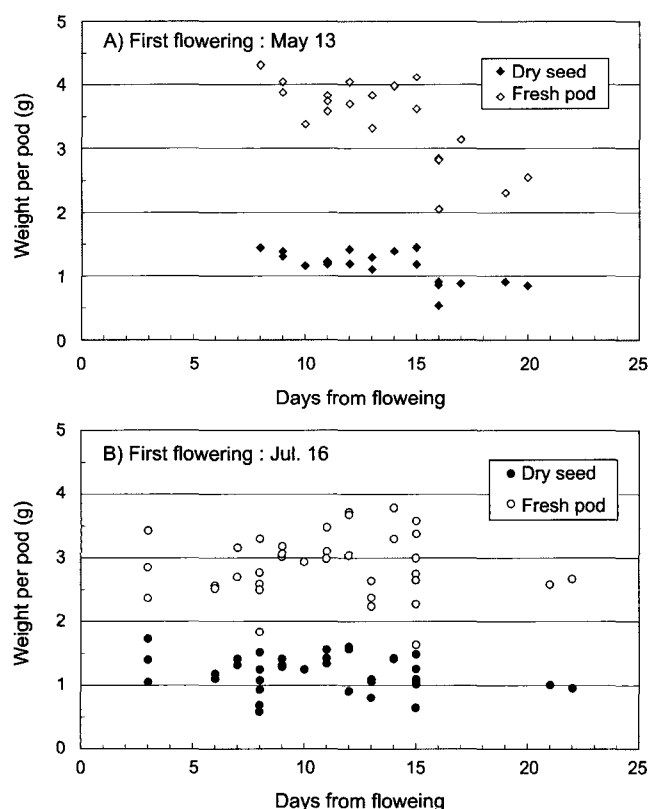 5
A) First flowering : May 13
Dry seed
Fresh pod
4
3
2
1
0
Weight per pod (g)
0 5 10 15 20 25
Days from floweing
5
B) First flowering : Jul. 16
Dry seed
Fresh pod
4
3
2
1
0
Weight per pod (g)
0 5 10 15 20 25
Days from floweing